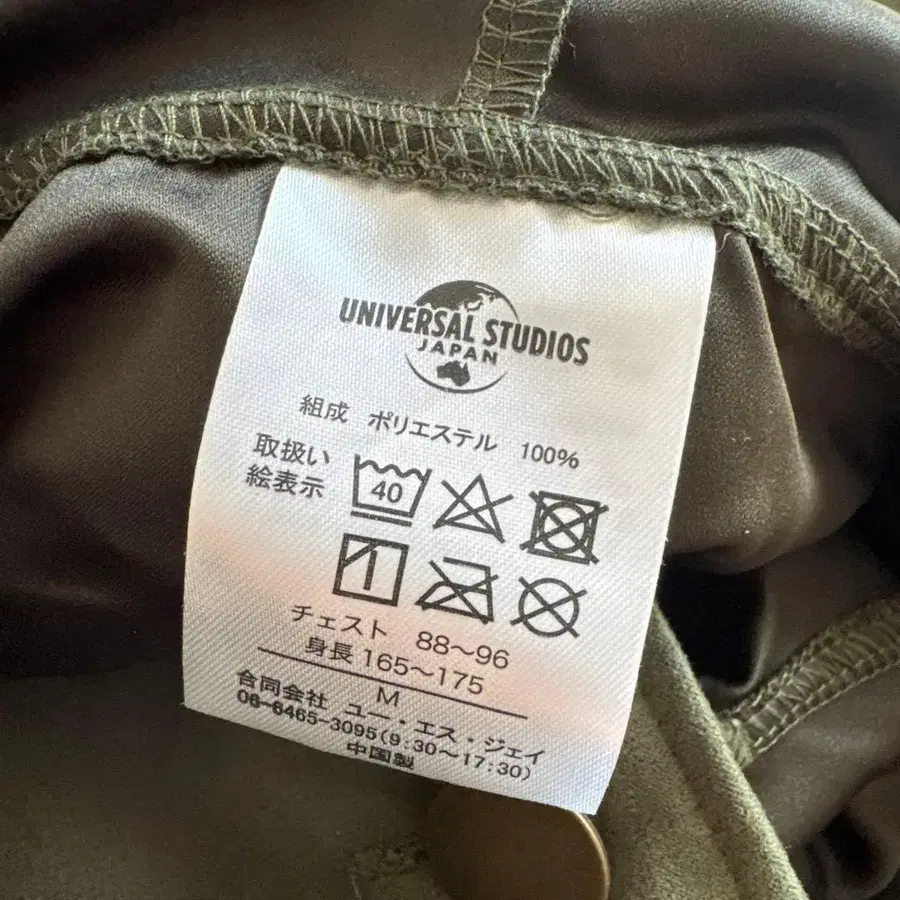 UNIVERSAL STUDIOS
JAPAN
組成 ポリエステル 100%
取扱い
絵表示
40
チェスト 88〜96
身長 165〜175
M
合同会社 ユー・エス・ジェイ
06-6465-3095(9:30〜17:30)
中国製